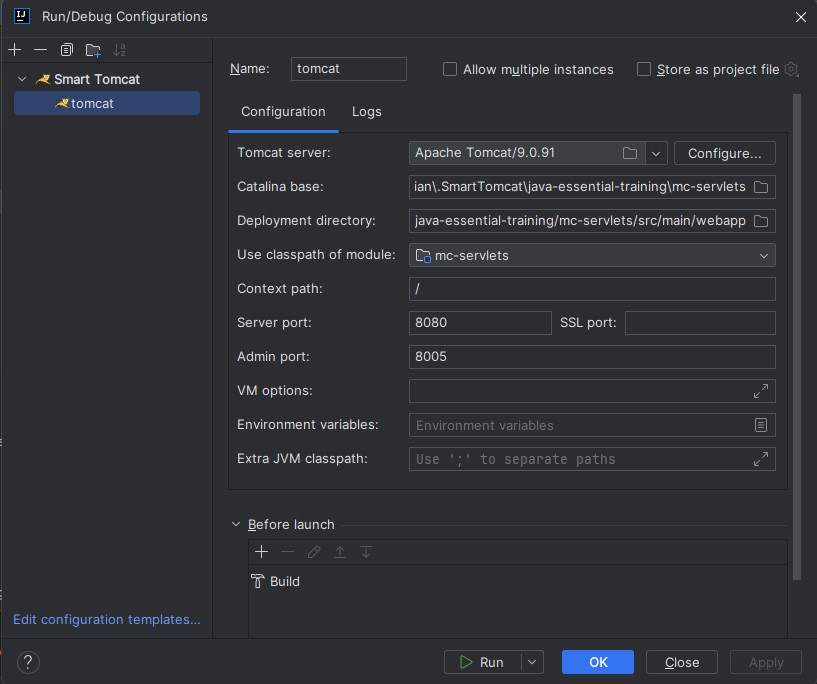 Run/Debug Configurations
Smart Tomcat
tomcat
Name: tomcat
Allow multiple instances
Store as project file
Configuration Logs
Tomcat server: Apache Tomcat/9.0.91 Configure...
Catalina base: ian\.SmartTomcat\java-essential-training\mc-servlets
Deployment directory: java-essential-training/mc-servlets/src/main/webapp
Use classpath of module: mc-servlets
Context path: /
Server port: 8080 SSL port:
Admin port: 8005
VM options:
Environment variables: Environment variables
Extra JVM classpath: Use ';' to separate paths
Before launch
Build
Edit configuration templates...
? Run OK Close Apply